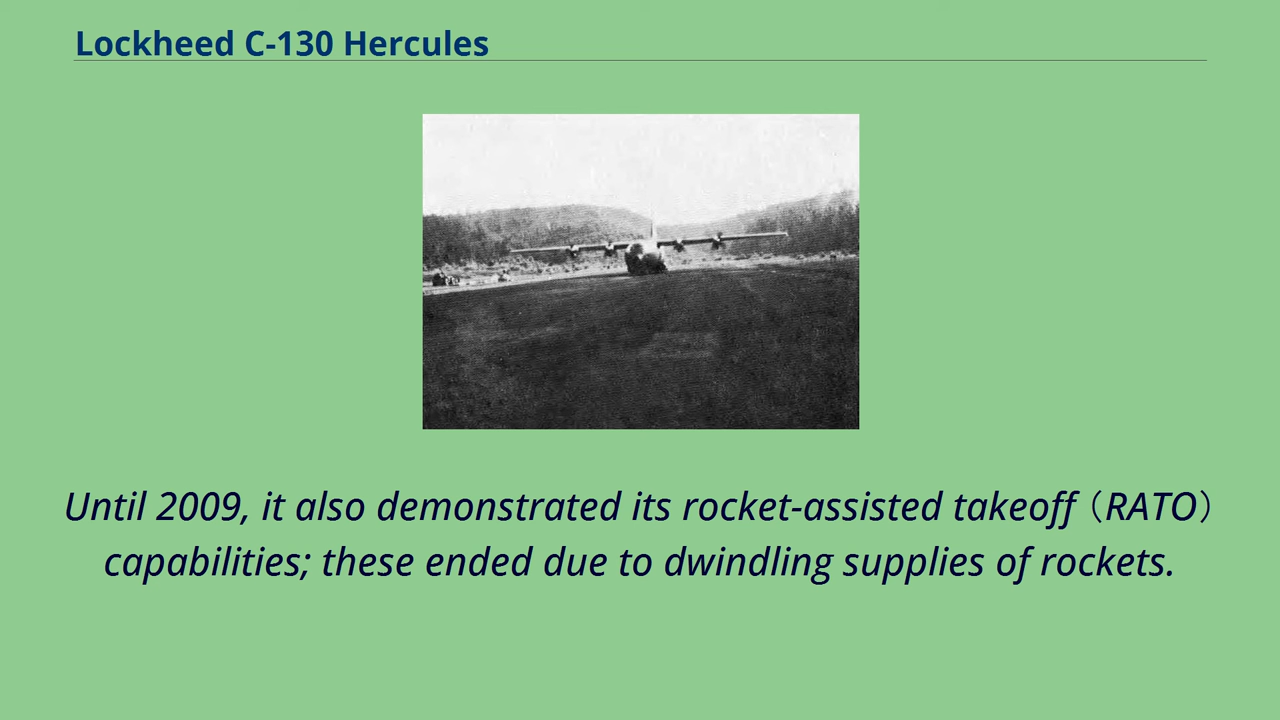 Lockheed C-130 Hercules
Until 2009, it also demonstrated its rocket-assisted takeoff（RATO）
capabilities; these ended due to dwindling supplies of rockets.